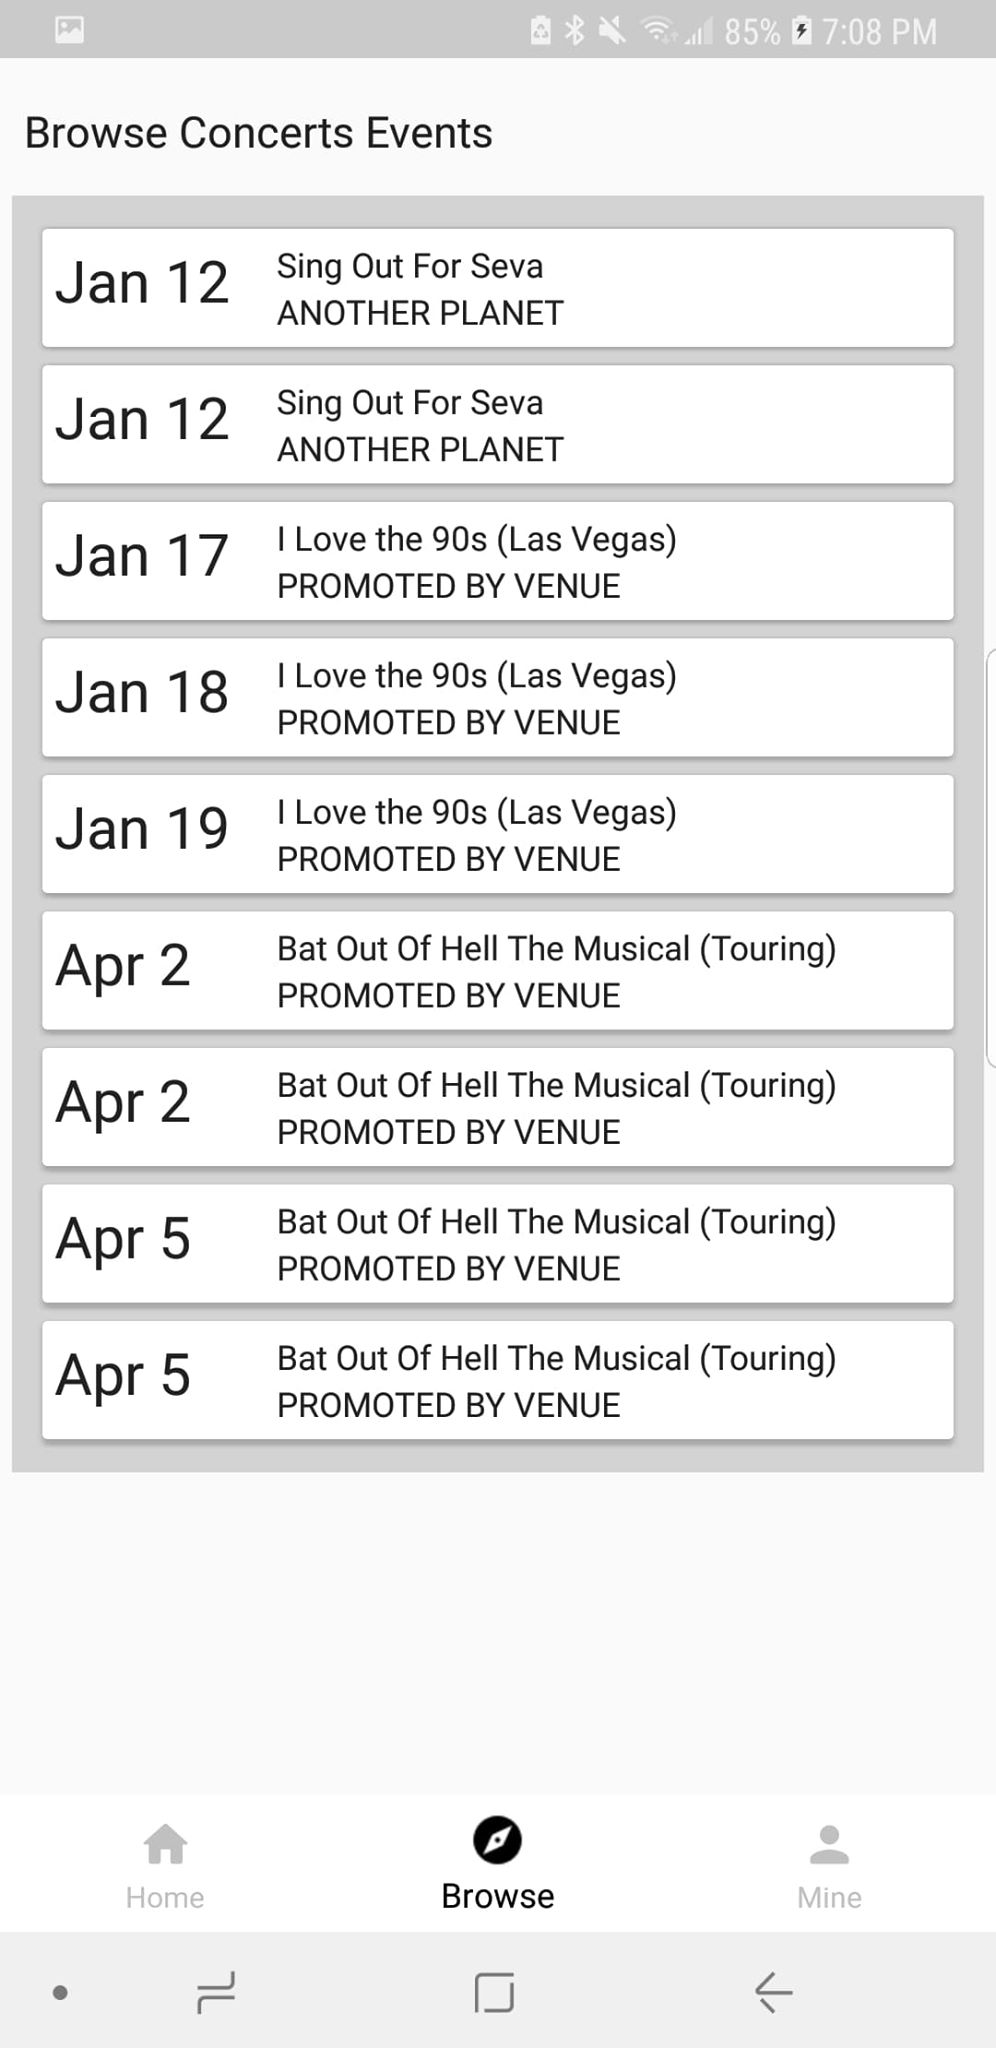 85% 7:08 PM
Browse Concerts Events
Jan 12
Sing Out For Seva
ANOTHER PLANET
Jan 12
Sing Out For Seva
ANOTHER PLANET
Jan 17
I Love the 90s (Las Vegas)
PROMOTED BY VENUE
Jan 18
I Love the 90s (Las Vegas)
PROMOTED BY VENUE
Jan 19
I Love the 90s (Las Vegas)
PROMOTED BY VENUE
Apr 2
Bat Out Of Hell The Musical (Touring)
PROMOTED BY VENUE
Apr 2
Bat Out Of Hell The Musical (Touring)
PROMOTED BY VENUE
Apr 5
Bat Out Of Hell The Musical (Touring)
PROMOTED BY VENUE
Apr 5
Bat Out Of Hell The Musical (Touring)
PROMOTED BY VENUE
Home Browse Mine